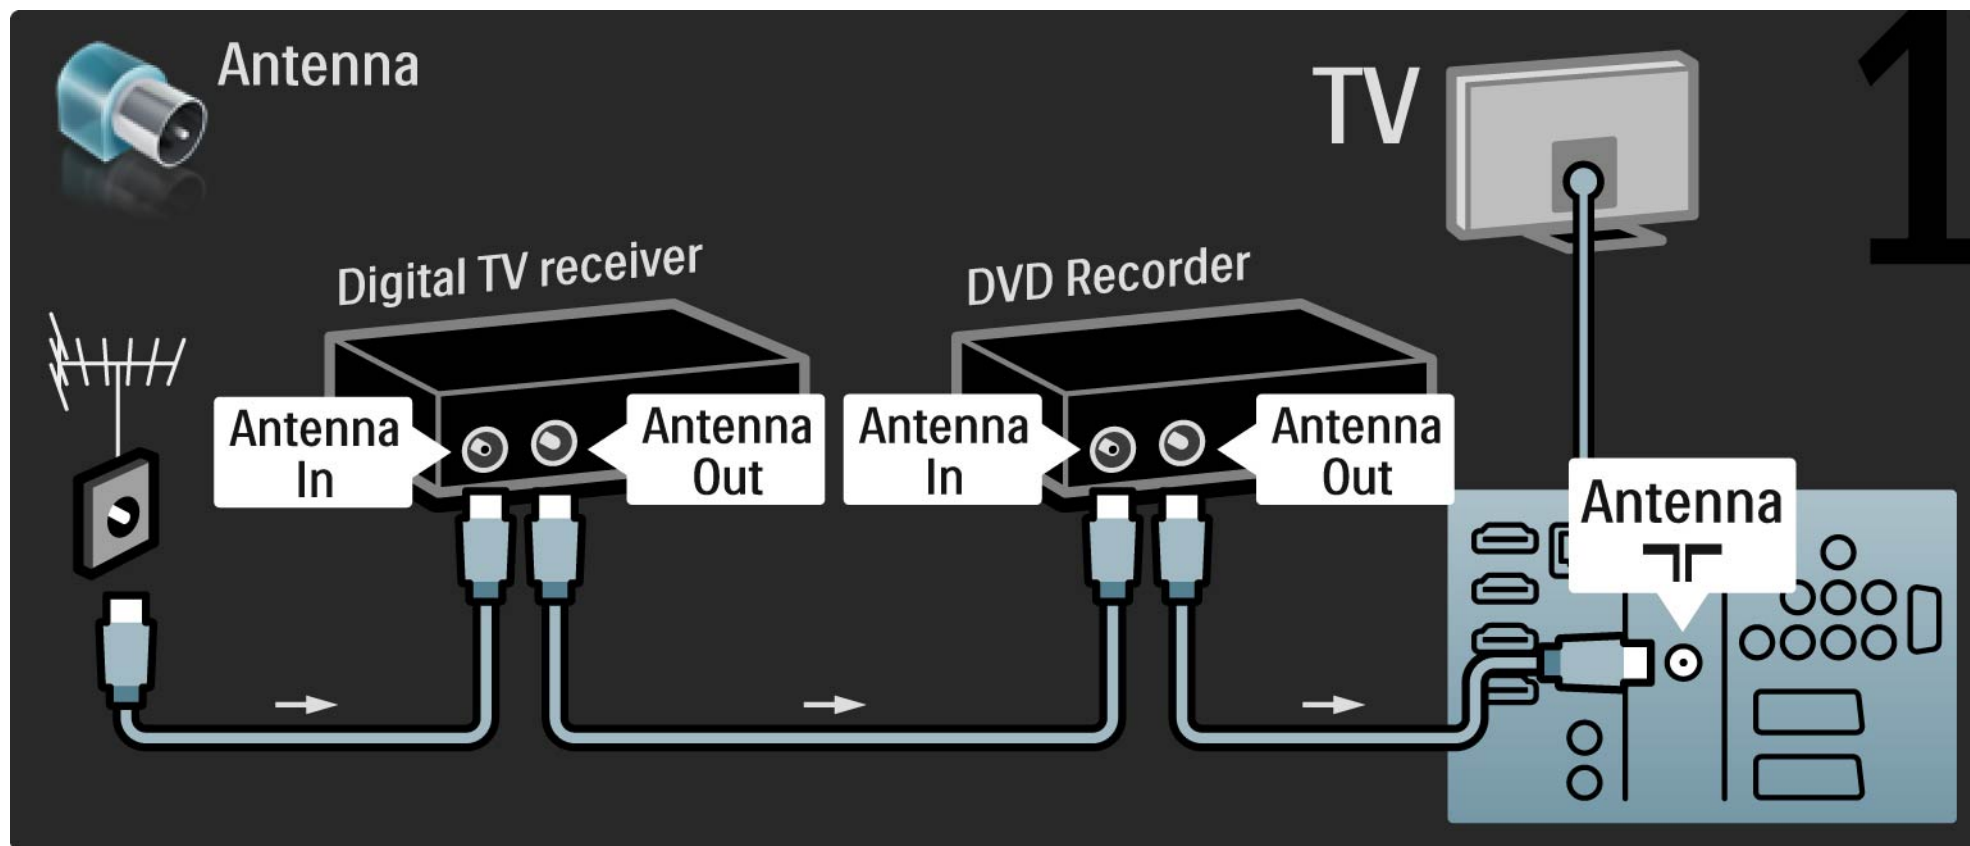 Antenna
TV
1
Digital TV receiver
DVD Recorder
Antenna
In
Antenna
Out
Antenna
In
Antenna
Out
Antenna